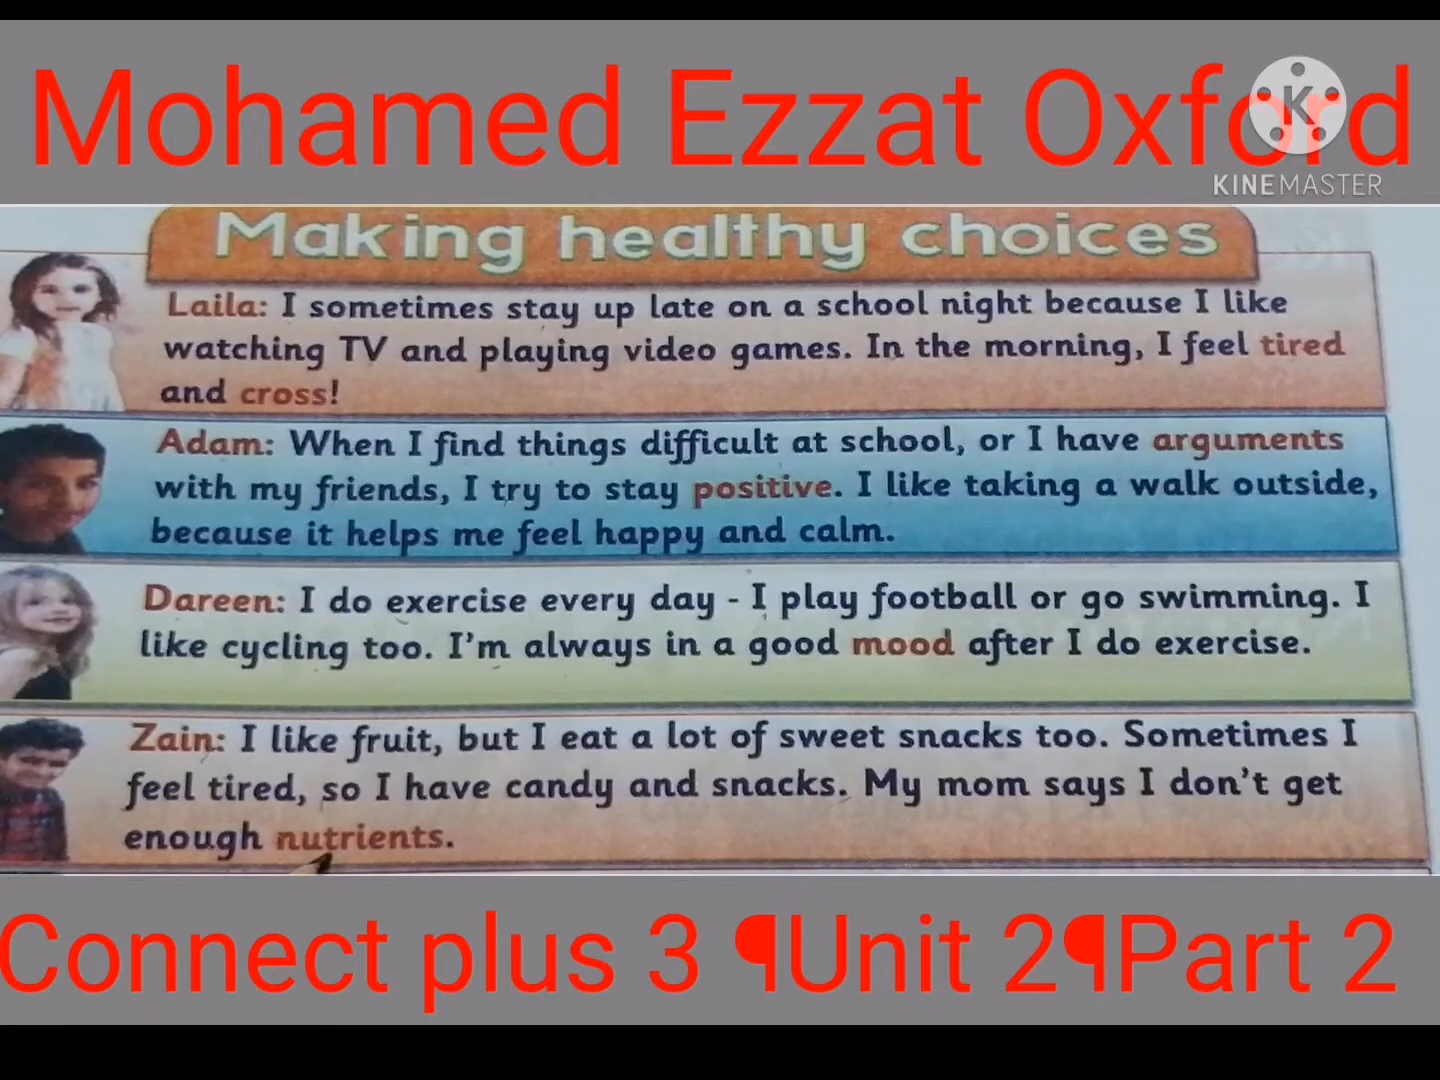 Mohamed Ezzat Oxford
KINEMASTER
Making healthy choices
Laila: I sometimes stay up late on a school night because I like
watching TV and playing video games. In the morning, I feel tired
and cross!
Adam: When I find things difficult at school, or I have arguments
with my friends, I try to stay positive. I like taking a walk outside,
because it helps me feel happy and calm.
Dareen: I do exercise every day - I play football or go swimming. I
like cycling too. I'm always in a good mood after I do exercise.
Zain: I like fruit, but I eat a lot of sweet snacks too. Sometimes I
feel tired, so I have candy and snacks. My mom says I don't get
enough nutrients.
Connect plus 3 ¶Unit 2¶Part 2